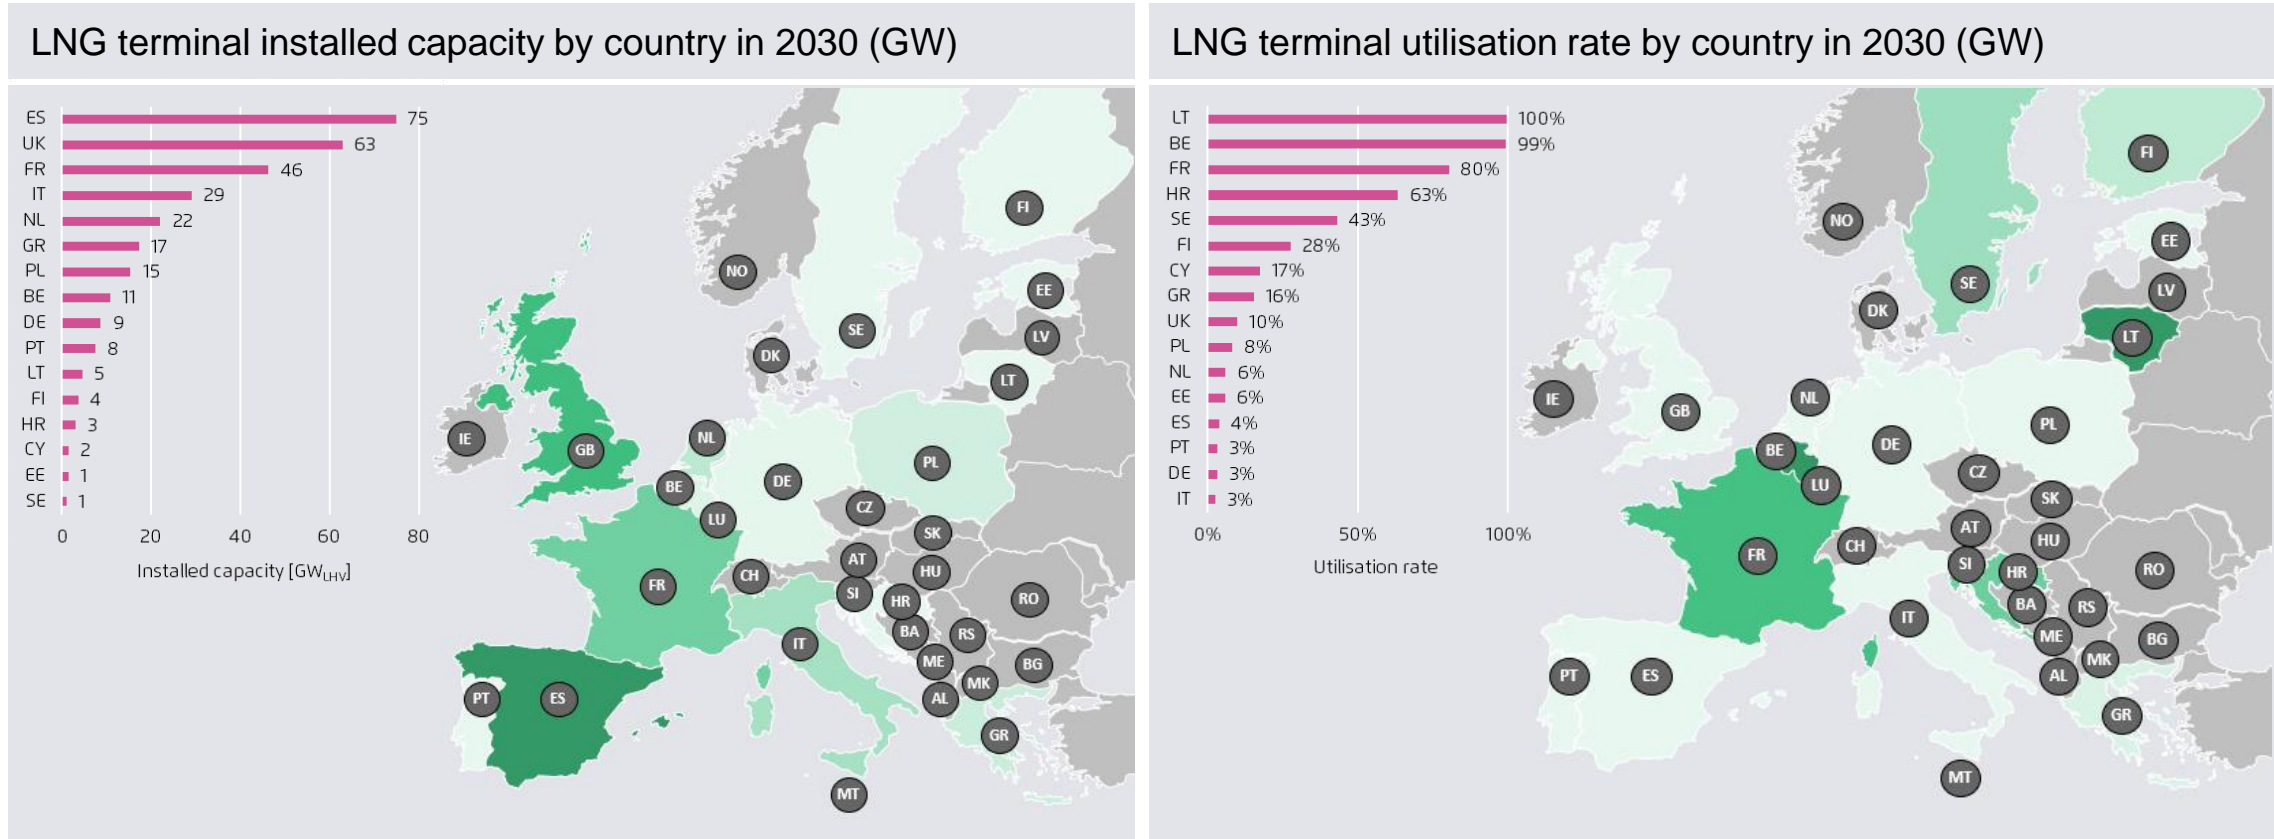 LNG terminal installed capacity by country in 2030 (GW)
ES 75
UK 63
FR 46
IT 29
NL 22
GR 17
PL 15
BE 11
DE 9
PT 8
LT 5
FI 4
HR 3
CY 2
EE 1
SE 1
0 20 40 60 80
Installed capacity [GW_LHV]
FI
NO
EE
SE
LV
DK
LT
IE
GB
NL
PL
BE
DE
LU
CZ
SK
AT
CH
HU
FR
SI
HR
RO
BA
RS
IT
ME
BG
MK
PT
ES
AL
GR
MT
LNG terminal utilisation rate by country in 2030 (GW)
LT 100%
BE 99%
FR 80%
HR 63%
SE 43%
FI 28%
CY 17%
GR 16%
UK 10%
PL 8%
NL 6%
EE 6%
ES 4%
PT 3%
DE 3%
IT 3%
0% 50% 100%
Utilisation rate
FI
NO
EE
SE
LV
DK
LT
IE
NL
GB
PL
BE
DE
LU
CZ
SK
AT
CH
HU
FR
SI
HR
RO
BA
RS
IT
ME
BG
MK
PT
ES
AL
GR
MT